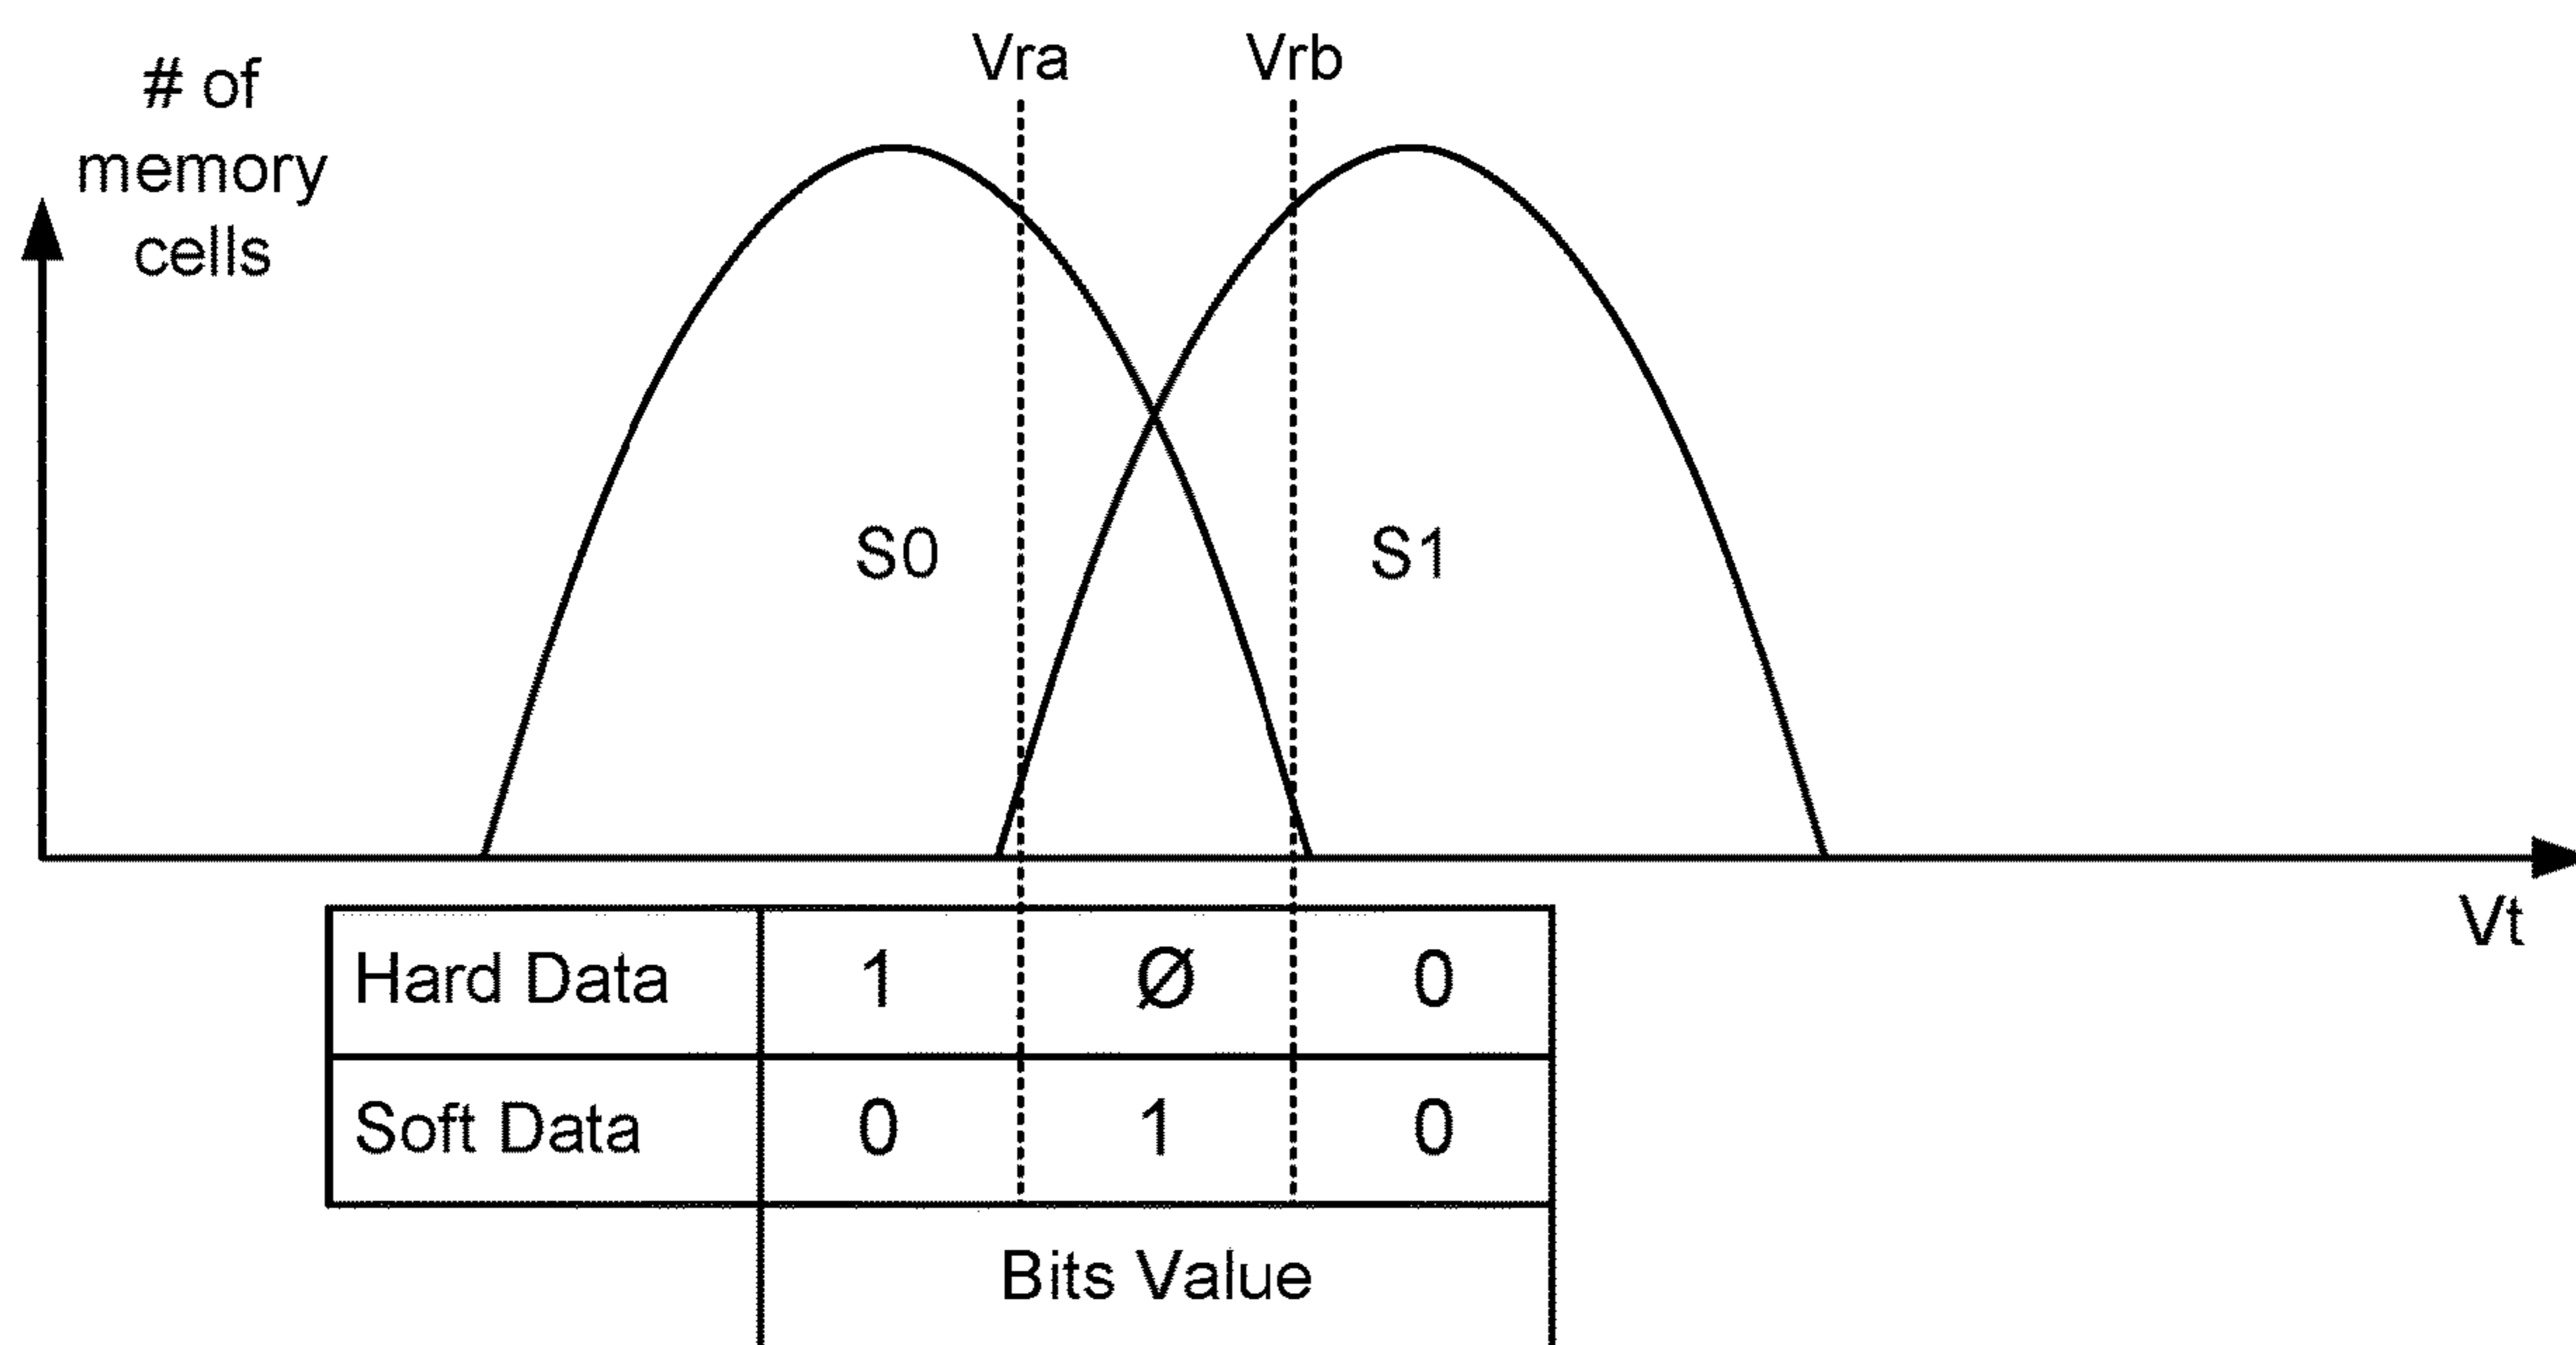 # of
memory
cells
Vra Vrb
S0 S1
Vt
Hard Data 1 Ø 0
Soft Data 0 1 0
Bits Value